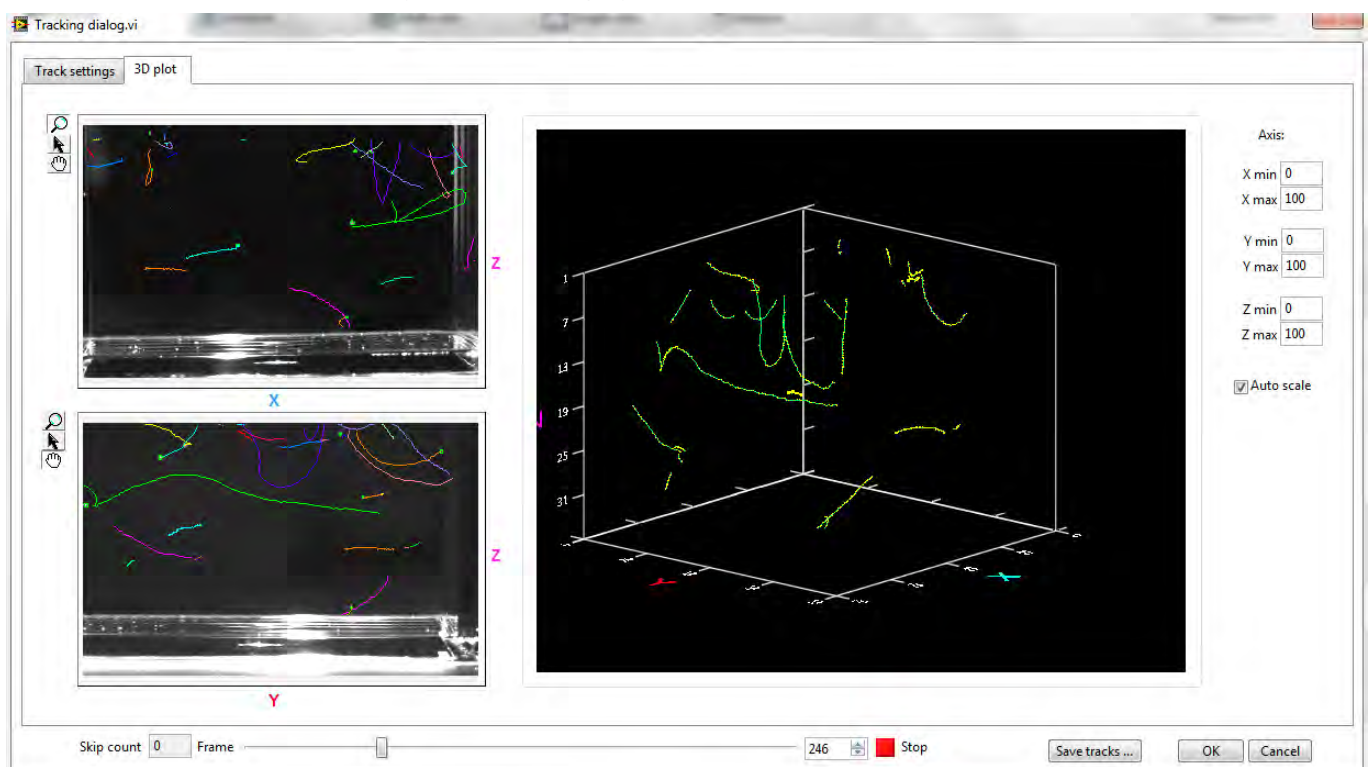 Tracking dialog.vi
Track settings
3D plot
Z
X
Z
Y
1
7
13
19
25
31
Axis:
X min 0
X max 100
Y min 0
Y max 100
Z min 0
Z max 100
Auto scale
Skip count 0 Frame 246 Stop Save tracks ... OK Cancel